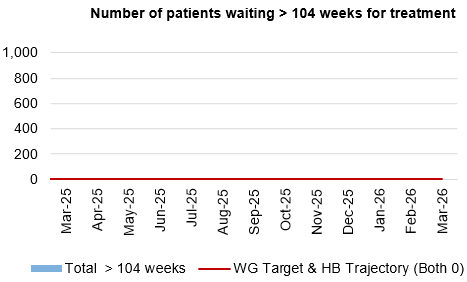 Number of patients waiting > 104 weeks for treatment
1,000
800
600
400
200
0
Mar-25 Apr-25 May-25 Jun-25 Jul-25 Aug-25 Sep-25 Oct-25 Nov-25 Dec-25 Jan-26 Feb-26 Mar-26
Total > 104 weeks WG Target & HB Trajectory (Both 0)